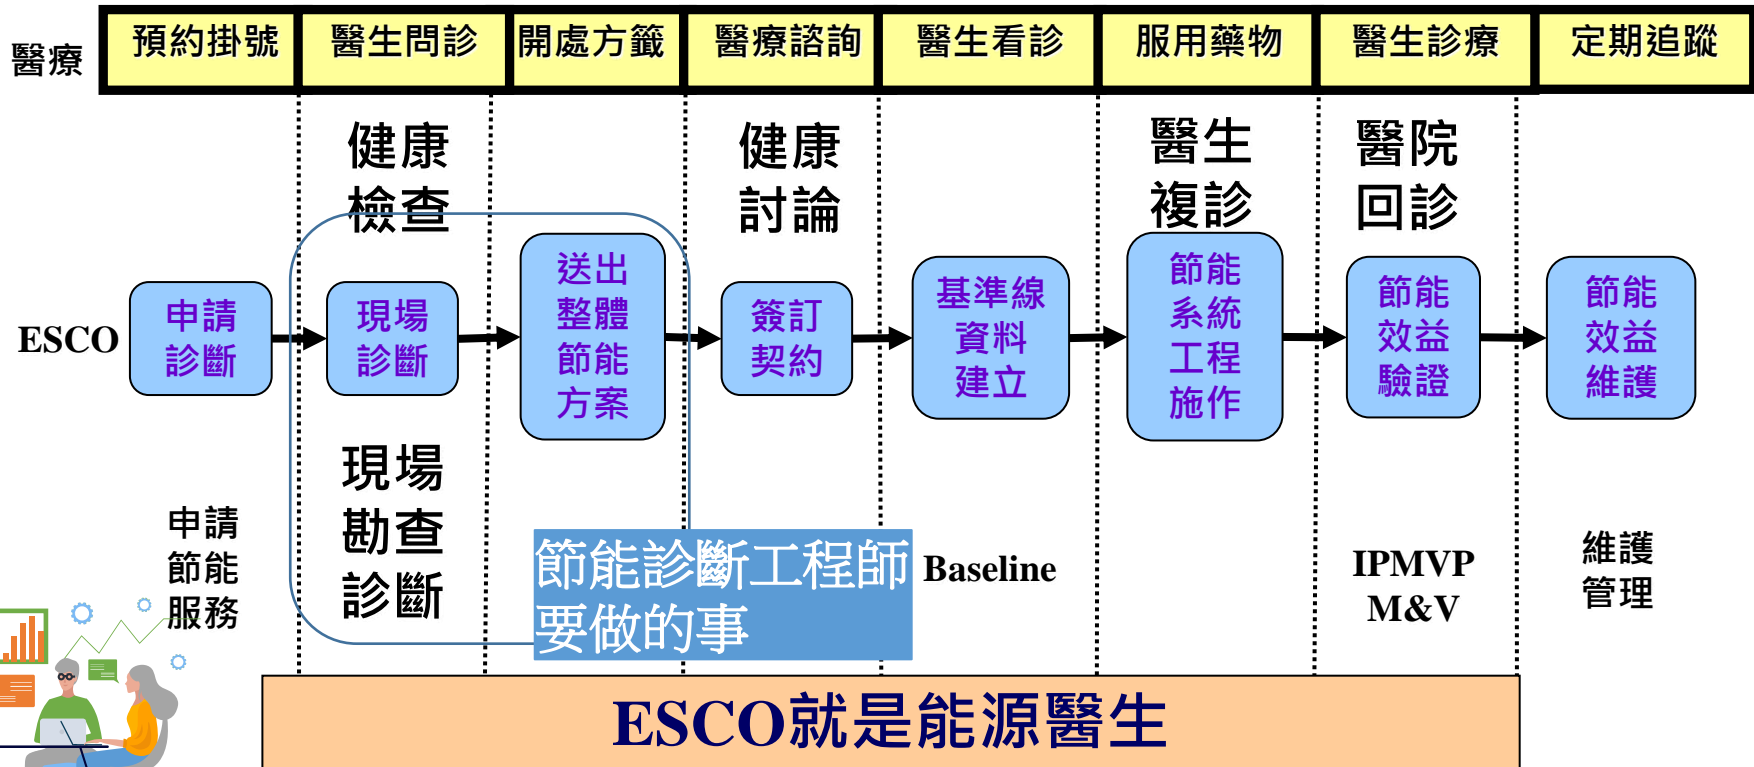 醫療
預約掛號
醫生問診
開處方籤
醫療諮詢
醫生看診
服用藥物
醫生診療
定期追蹤
健康
檢查
健康
討論
醫生
複診
醫院
回診
ESCO
申請
診斷
現場
診斷
送出
整體
節能
方案
簽訂
契約
基準線
資料
建立
節能
系統
工程
施作
節能
效益
驗證
節能
效益
維護
申請
節能
服務
現場
勘查
診斷
節能診斷工程師
要做的事
Baseline
IPMVP
M&V
維護
管理
ESCO就是能源醫生